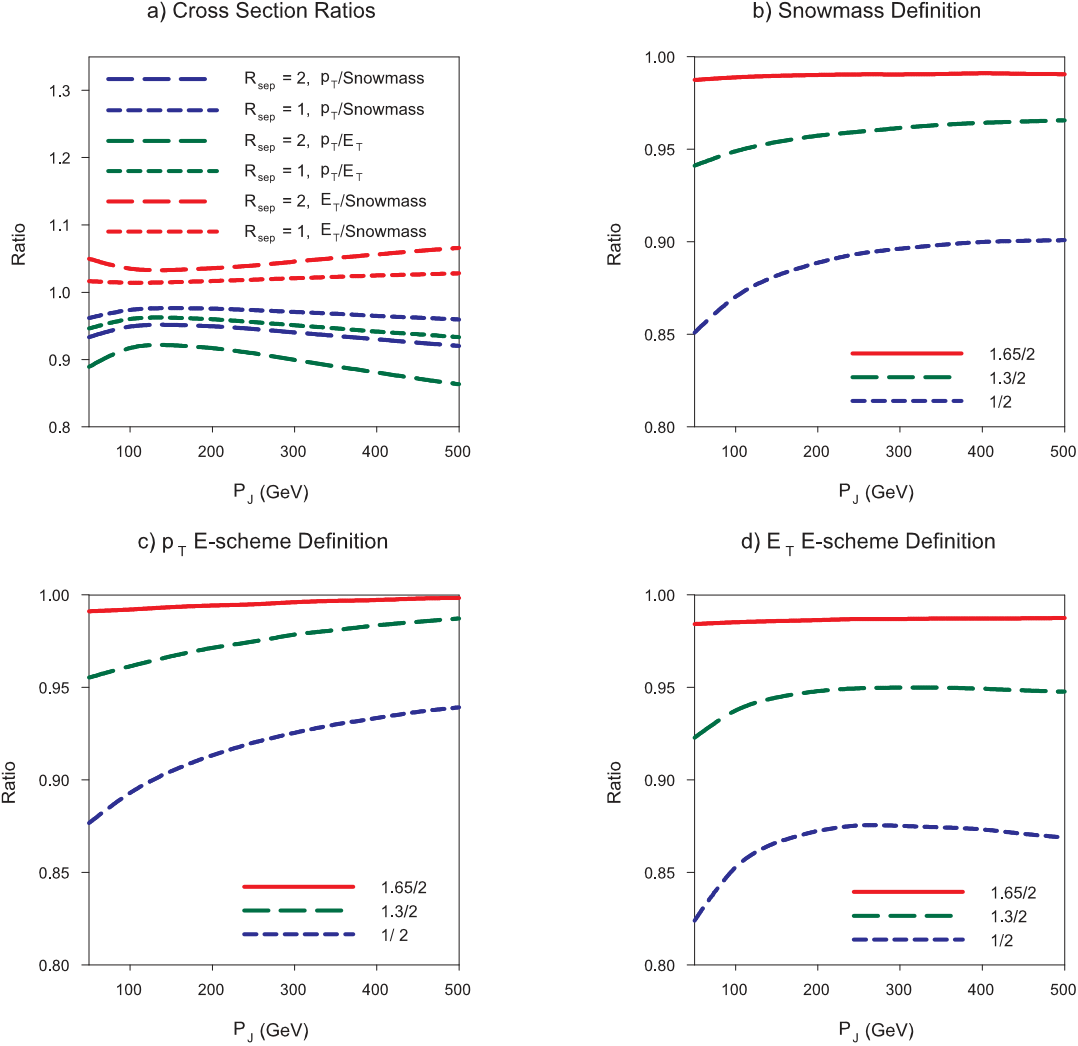 a) Cross Section Ratios
Ratio
1.3
1.2
1.1
1.0
0.9
0.8
R sep = 2, p T/Snowmass
R sep = 1, p T/Snowmass
R sep = 2, p T/E T
R sep = 1, p T/E T
R sep = 2, E T/Snowmass
R sep = 1, E T/Snowmass
100 200 300 400 500
P J (GeV)
b) Snowmass Definition
Ratio
1.00
0.95
0.90
0.85
0.80
1.65/2
1.3/2
1/2
100 200 300 400 500
P J (GeV)
c) p T E-scheme Definition
Ratio
1.00
0.95
0.90
0.85
0.80
1.65/2
1.3/2
1/ 2
100 200 300 400 500
P J (GeV)
d) E T E-scheme Definition
Ratio
1.00
0.95
0.90
0.85
0.80
1.65/2
1.3/2
1/2
100 200 300 400 500
P J (GeV)